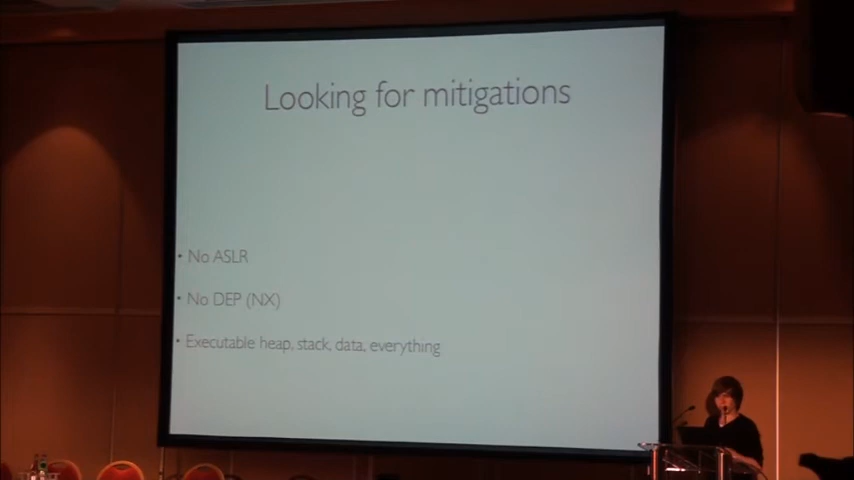 Looking for mitigations
• No ASLR
• No DEP (NX)
• Executable heap, stack, data, everything